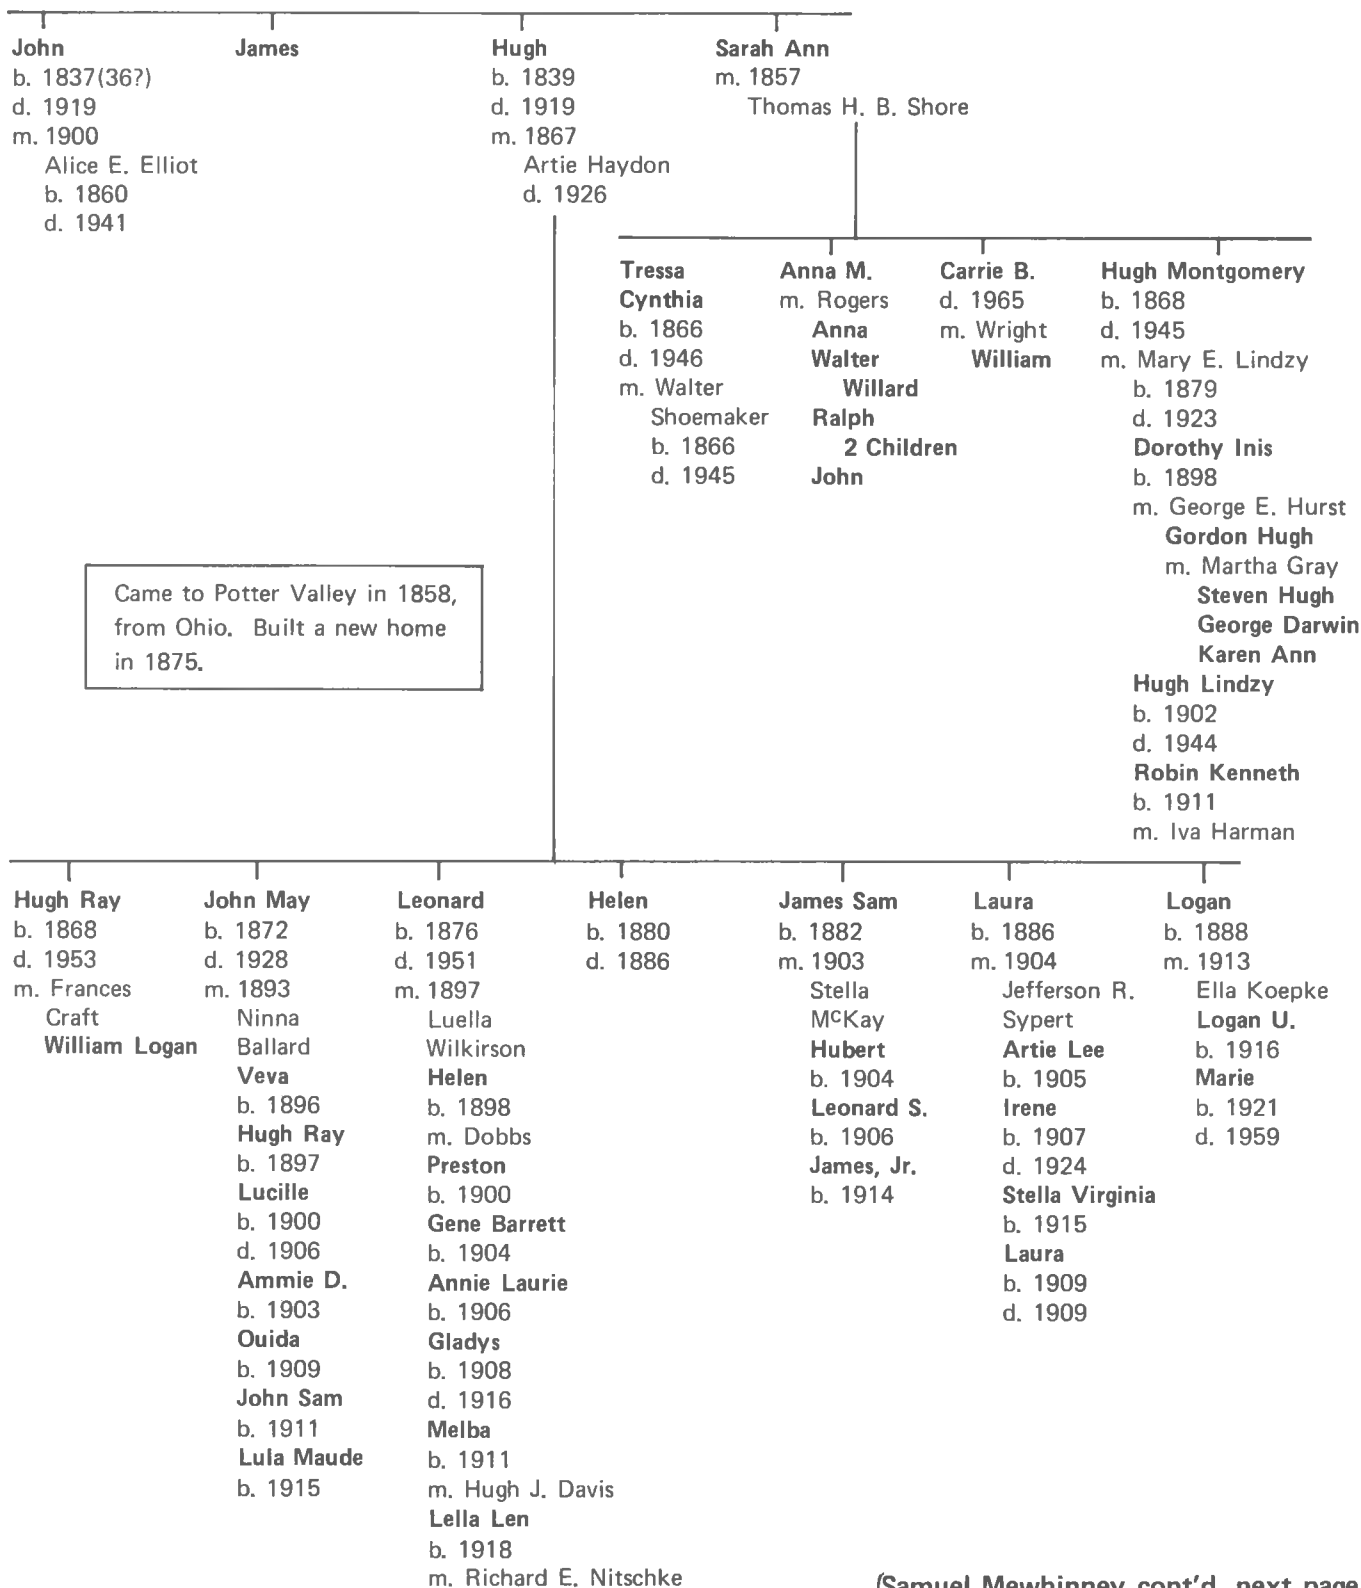 John
b. 1837(36?)
d. 1919
m. 1900
Alice E. Elliot
b. 1860
d. 1941
James
Hugh
b. 1839
d. 1919
m. 1867
Artie Haydon
d. 1926
Sarah Ann
m. 1857
Thomas H. B. Shore
Tressa
Cynthia
b. 1866
d. 1946
m. Walter
Shoemaker
b. 1866
d. 1945
Anna M.
m. Rogers
Anna
Walter
Willard
Ralph
2 Children
John
Carrie B.
d. 1965
m. Wright
William
Hugh Montgomery
b. 1868
d. 1945
m. Mary E. Lindzy
b. 1879
d. 1923
Dorothy Inis
b. 1898
m. George E. Hurst
Gordon Hugh
m. Martha Gray
Steven Hugh
George Darwin
Karen Ann
Hugh Lindzy
b. 1902
d. 1944
Robin Kenneth
b. 1911
m. Iva Harman
Came to Potter Valley in 1858,
from Ohio. Built a new home
in 1875.
Hugh Ray
b. 1868
d. 1953
m. Frances
Craft
William Logan
John May
b. 1872
d. 1928
m. 1893
Ninna
Ballard
Veva
b. 1896
Hugh Ray
b. 1897
Lucille
b. 1900
d. 1906
Ammie D.
b. 1903
Ouida
b. 1909
John Sam
b. 1911
Lula Maude
b. 1915
Leonard
b. 1876
d. 1951
m. 1897
Luella
Wilkirson
Helen
b. 1898
m. Dobbs
Preston
b. 1900
Gene Barrett
b. 1904
Annie Laurie
b. 1906
Gladys
b. 1908
d. 1916
Melba
b. 1911
m. Hugh J. Davis
Lella Len
b. 1918
m. Richard E. Nitschke
Helen
b. 1880
d. 1886
James Sam
b. 1882
m. 1903
Stella
McKay
Hubert
b. 1904
Leonard S.
b. 1906
James, Jr.
b. 1914
Laura
b. 1886
m. 1904
Jefferson R.
Sypert
Artie Lee
b. 1905
Irene
b. 1907
d. 1924
Stella Virginia
b. 1915
Laura
b. 1909
d. 1909
Logan
b. 1888
m. 1913
Ella Koepke
Logan U.
b. 1916
Marie
b. 1921
d. 1959
(Samuel Mewhinney cont'd, next page